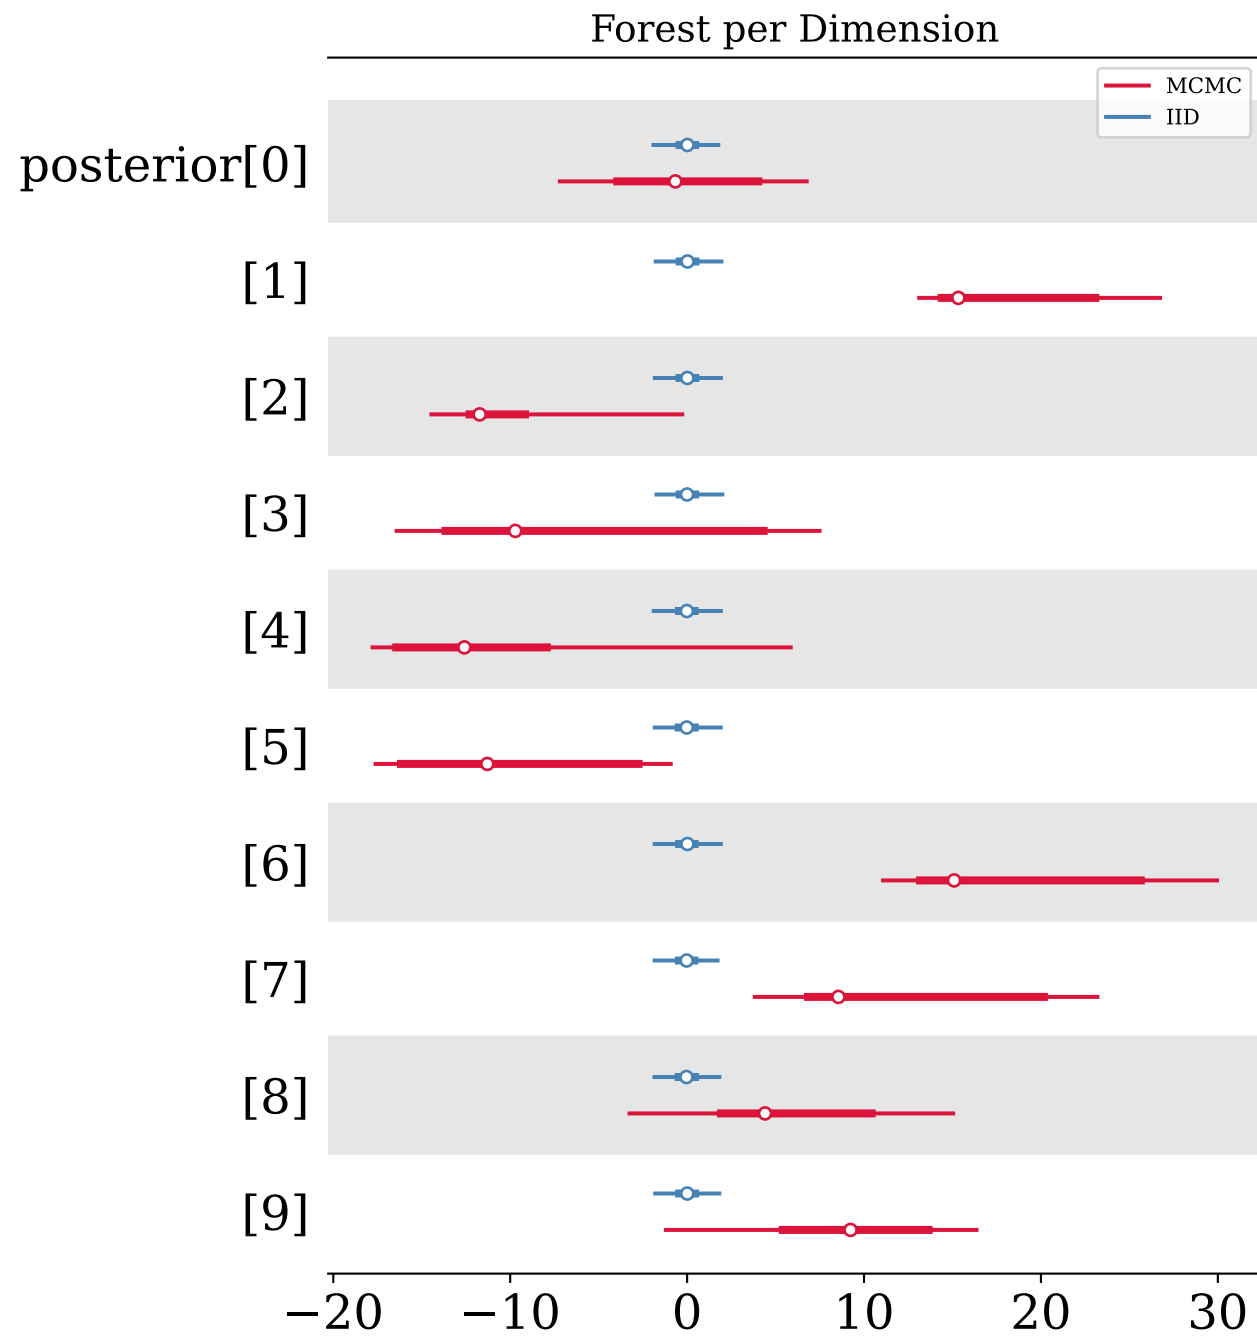 Forest per Dimension
MCMC
IID
posterior[0]
[1]
[2]
[3]
[4]
[5]
[6]
[7]
[8]
[9]
−20 −10 0 10 20 30